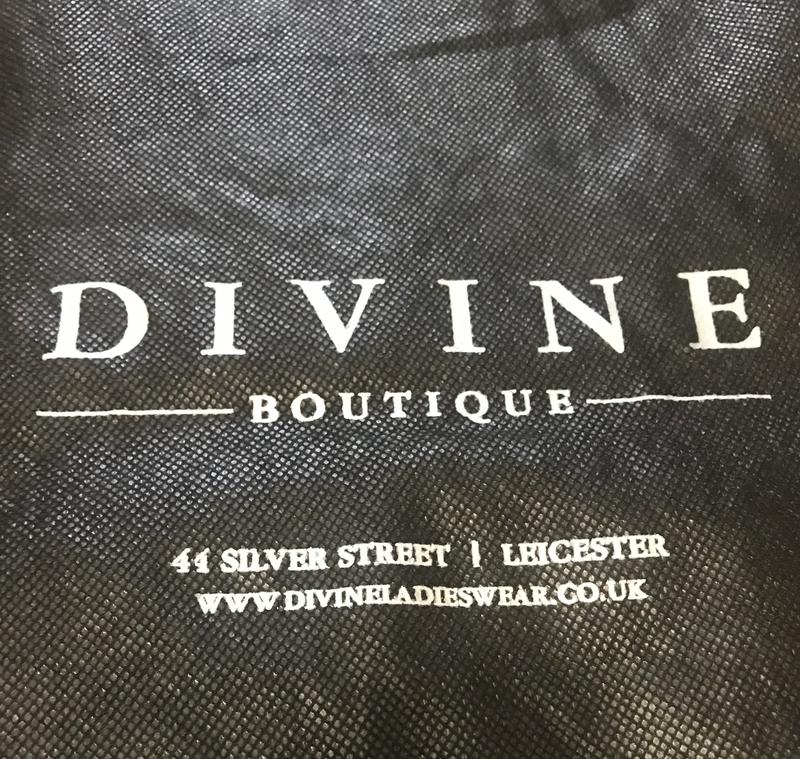 DIVINE
BOUTIQUE
44 SILVER STREET | LEICESTER
WWW.DIVINELADIESWEAR.CO.UK